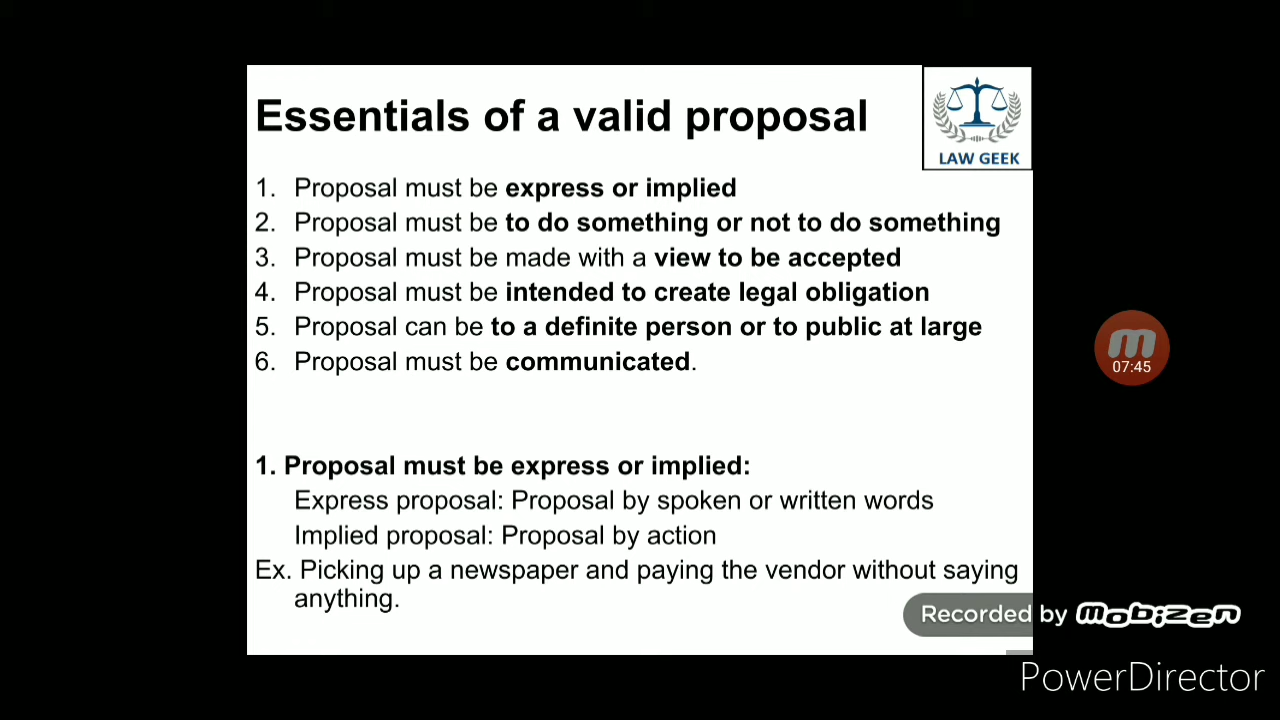 Essentials of a valid proposal
LAW GEEK
1. Proposal must be express or implied
2. Proposal must be to do something or not to do something
3. Proposal must be made with a view to be accepted
4. Proposal must be intended to create legal obligation
5. Proposal can be to a definite person or to public at large
6. Proposal must be communicated.
07:45
1. Proposal must be express or implied:
Express proposal: Proposal by spoken or written words
Implied proposal: Proposal by action
Ex. Picking up a newspaper and paying the vendor without saying
anything.
Recorded by mobizen
PowerDirector